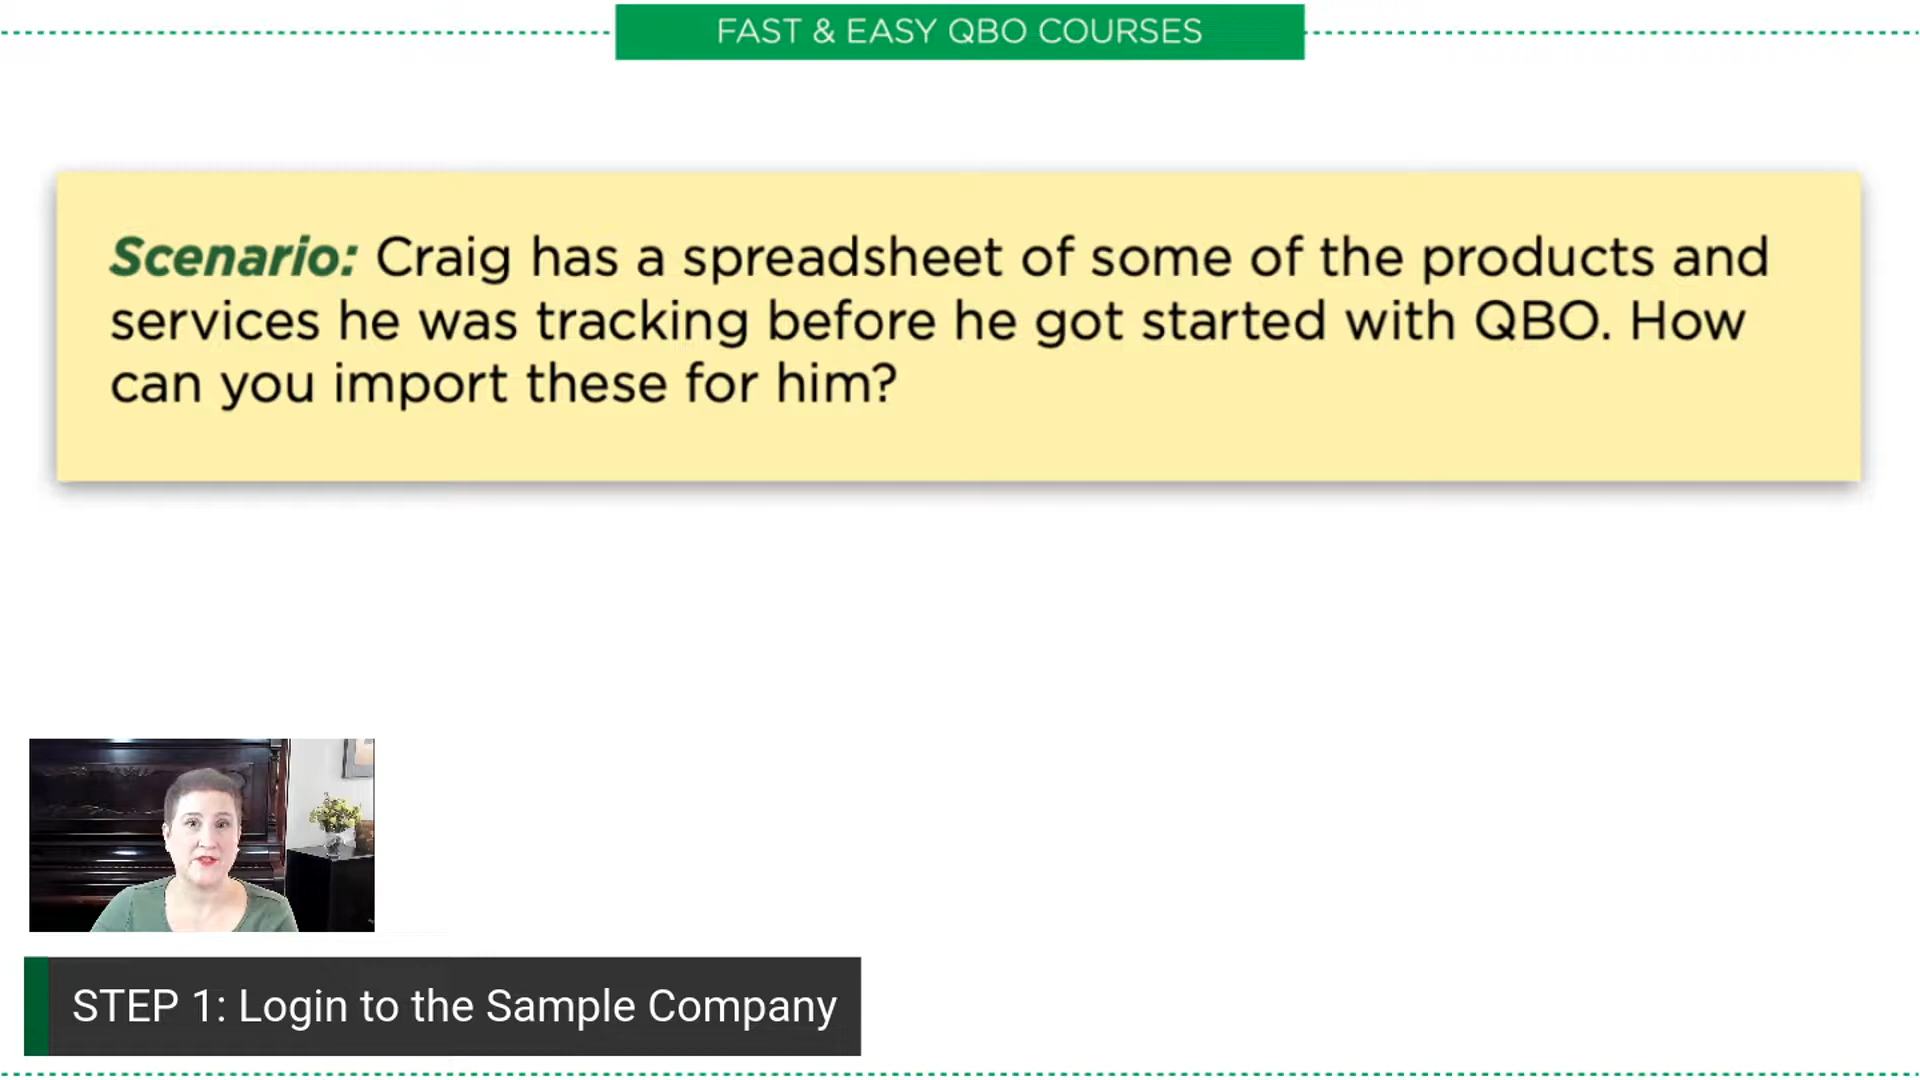 FAST & EASY QBO COURSES
Scenario: Craig has a spreadsheet of some of the products and
services he was tracking before he got started with QBO. How
can you import these for him?
STEP 1: Login to the Sample Company